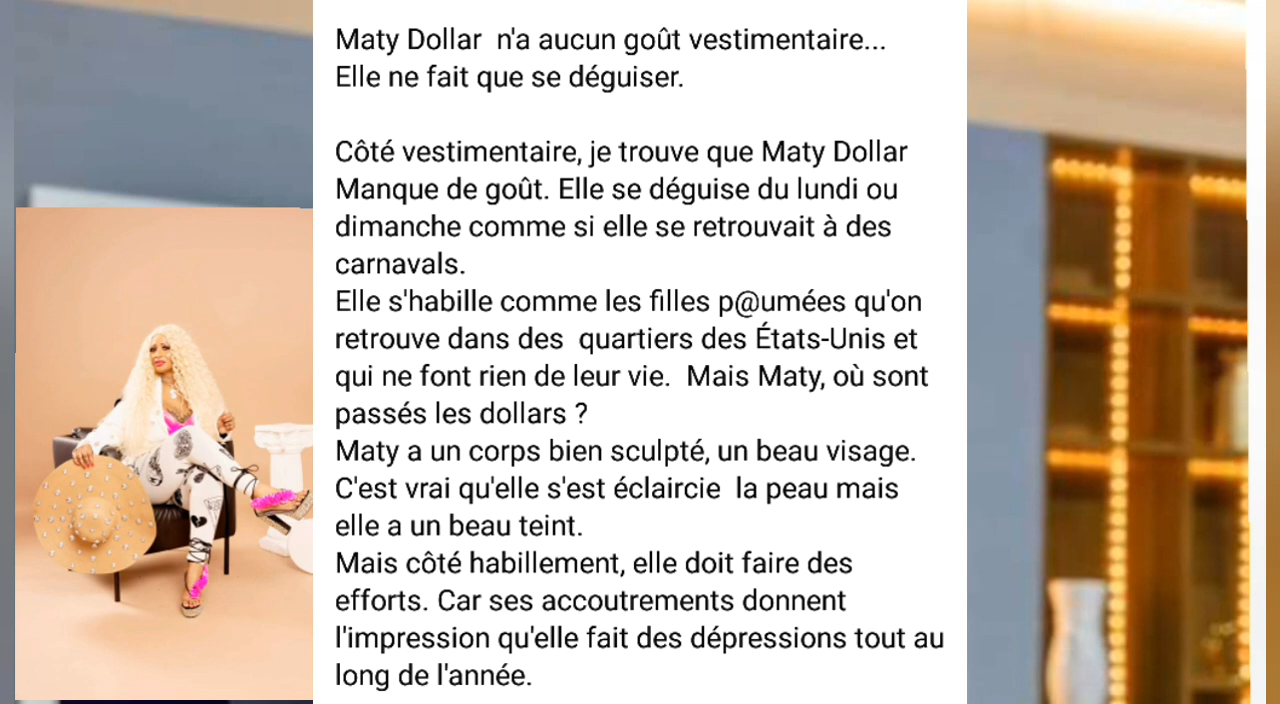 Maty Dollar  n'a aucun goût vestimentaire...
Elle ne fait que se déguiser.
Côté vestimentaire, je trouve que Maty Dollar
Manque de goût. Elle se déguise du lundi ou
dimanche comme si elle se retrouvait à des
carnavals.
Elle s'habille comme les filles p@umées qu'on
retrouve dans des  quartiers des États-Unis et
qui ne font rien de leur vie.  Mais Maty, où sont
passés les dollars ?
Maty a un corps bien sculpté, un beau visage.
C'est vrai qu'elle s'est éclaircie  la peau mais
elle a un beau teint.
Mais côté habillement, elle doit faire des
efforts. Car ses accoutrements donnent
l'impression qu'elle fait des dépressions tout au
long de l'année.